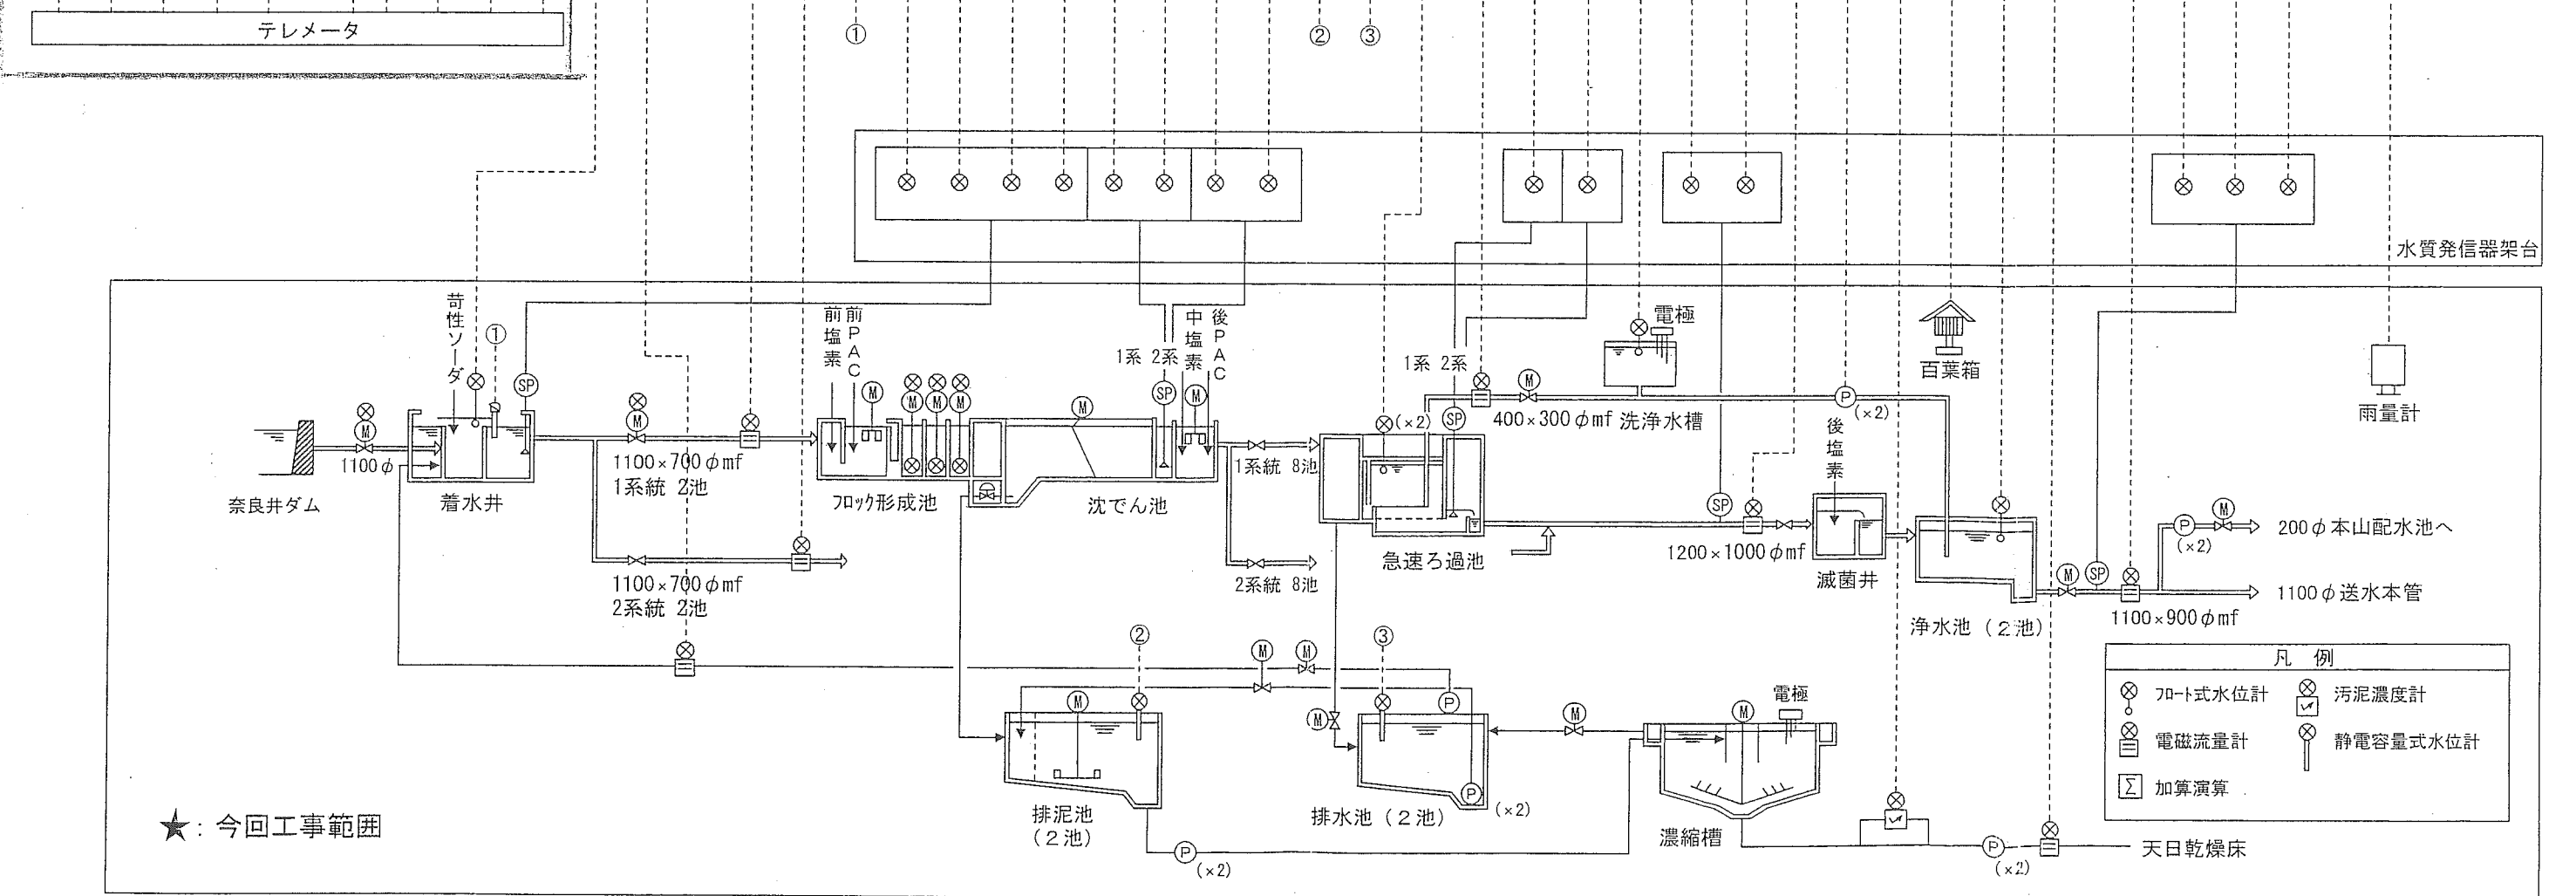 テレメータ
①
②
③
水質発信器架台
苛性ソーダ
①
前塩素
前PAC
1系
2系
中塩素
後PAC
1系
2系
電極
百葉箱
雨量計
SP
M
M
M
M
M
M
M
M
SP
M
(×2)
SP
M
P
(×2)
1100φ
奈良井ダム
着水井
1100×700φmf
1系統 2池
フロック形成池
沈でん池
1系統 8池
400×300φmf
洗浄水槽
後塩素
急速ろ過池
SP
1200×1000φmf
滅菌井
P
(×2)
M
200φ本山配水池へ
M
SP
1100φ送水本管
1100×900φmf
浄水池(2池)
1100×700φmf
2系統 2池
2系統 8池
②
③
M
M
M
M
P
P
(×2)
M
M
電極
排泥池
(2池)
排水池(2池)
濃縮槽
P
(×2)
P
(×2)
天日乾燥床
凡 例
フロート式水位計
汚泥濃度計
電磁流量計
静電容量式水位計
Σ 加算演算
★:今回工事範囲